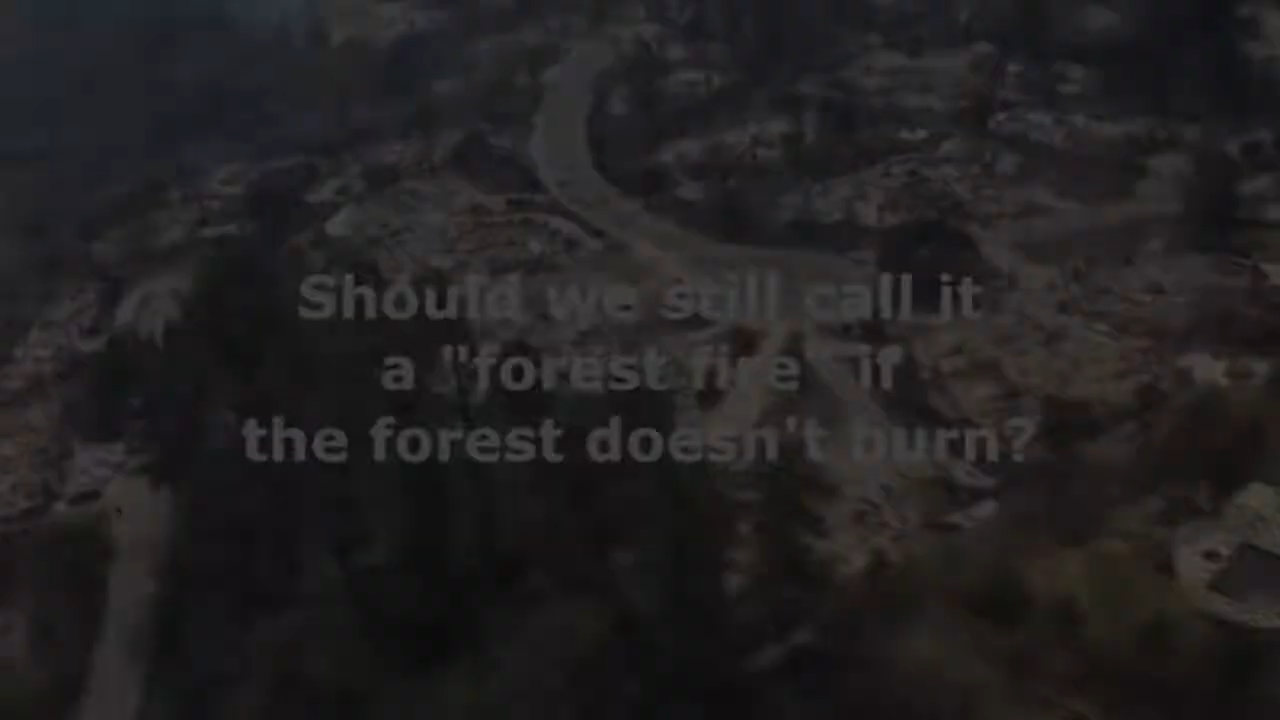 Should we still call it
a "forest fire" if
the forest doesn't burn?